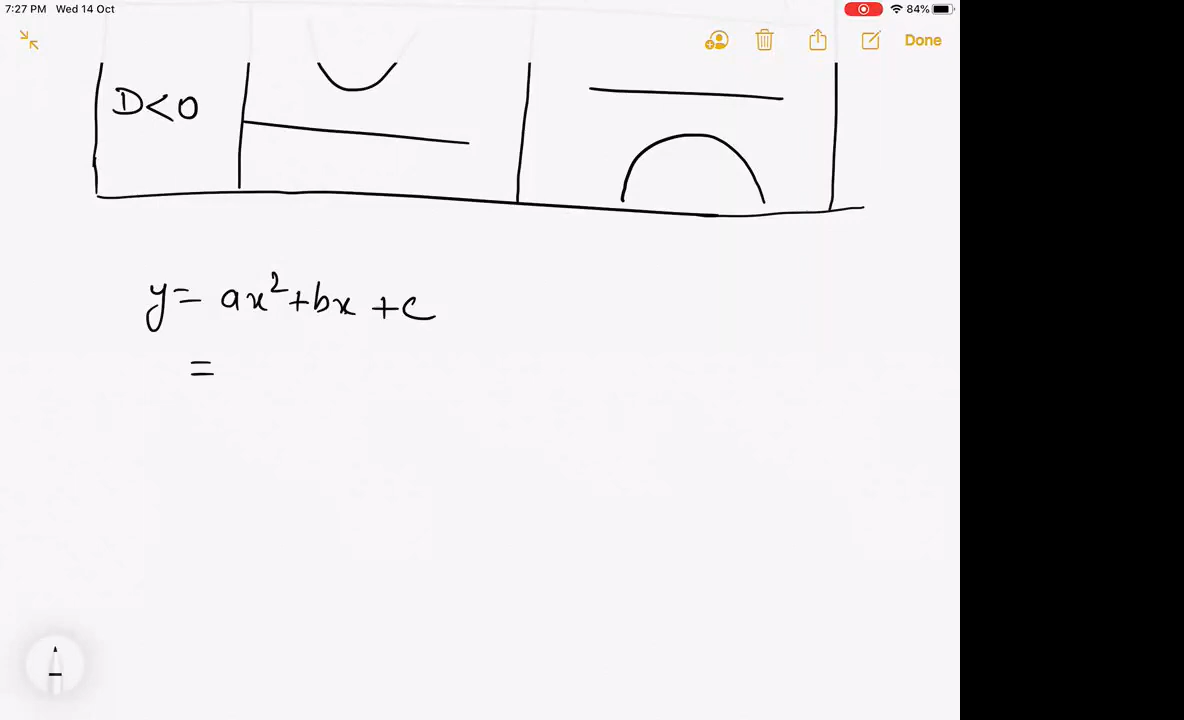 7:27 PM Wed 14 Oct 84%
Done
D<0
y= ax²+bx+c
=